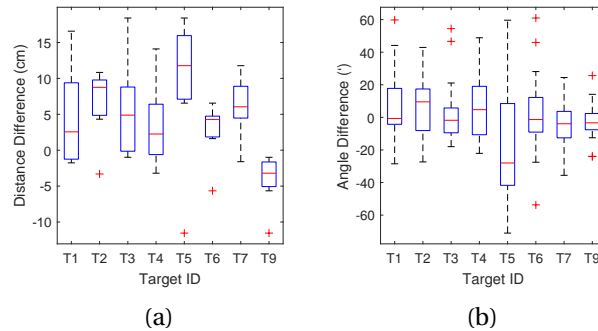 Distance Difference (cm)
15
10
5
0
-5
-10
T1 T2 T3 T4 T5 T6 T7 T9
Target ID
(a)
Angle Difference (')
60
40
20
0
-20
-40
-60
T1 T2 T3 T4 T5 T6 T7 T9
Target ID
(b)